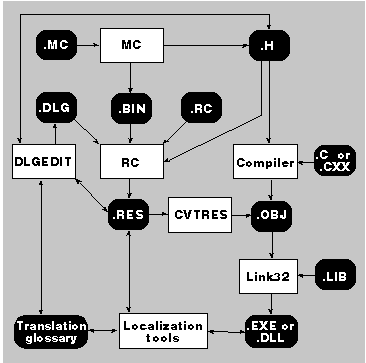 .MC
MC
.H
.DLG
.BIN
.RC
DLGEDIT
RC
Compiler
.C or
.CXX
.RES
CVTRES
.OBJ
Link32
.LIB
Translation
glossary
Localization
tools
.EXE or
.DLL